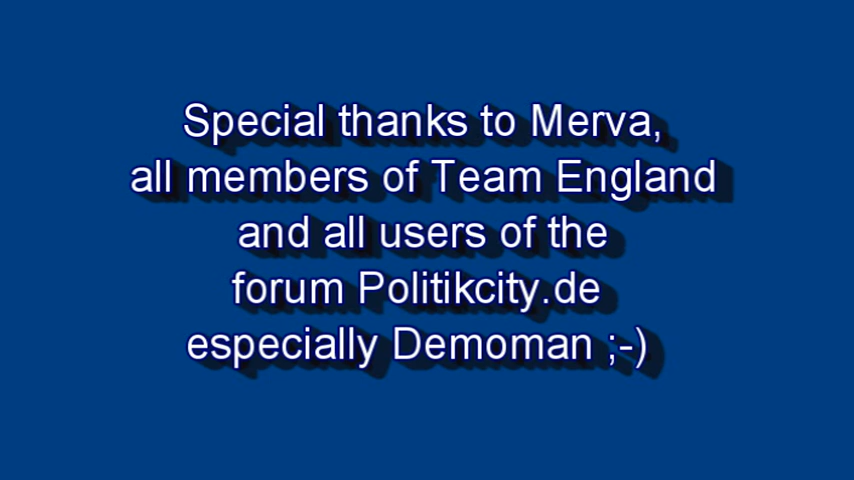 Special thanks to Merva,
all members of Team England
and all users of the
forum Politikcity.de
especially Demoman ;-)